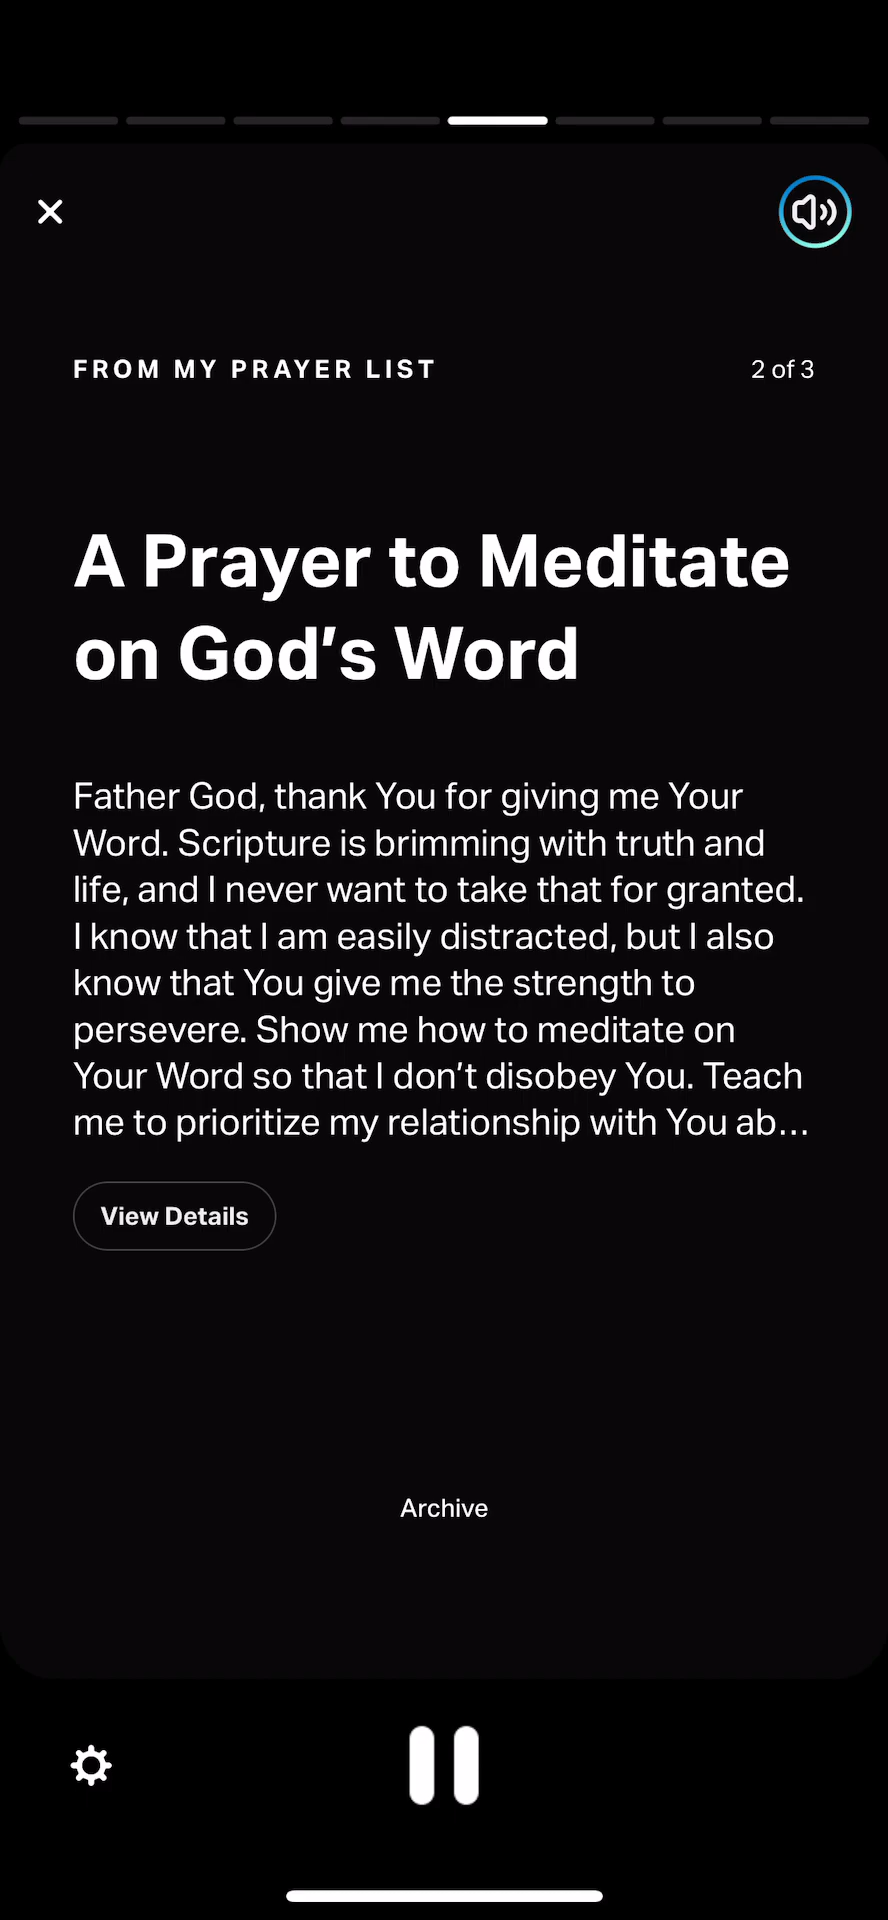 FROM MY PRAYER LIST
2 of 3
A Prayer to Meditate
on God's Word
Father God, thank You for giving me Your
Word. Scripture is brimming with truth and
life, and I never want to take that for granted.
I know that I am easily distracted, but I also
know that You give me the strength to
persevere. Show me how to meditate on
Your Word so that I don't disobey You. Teach
me to prioritize my relationship with You ab...
View Details
Archive